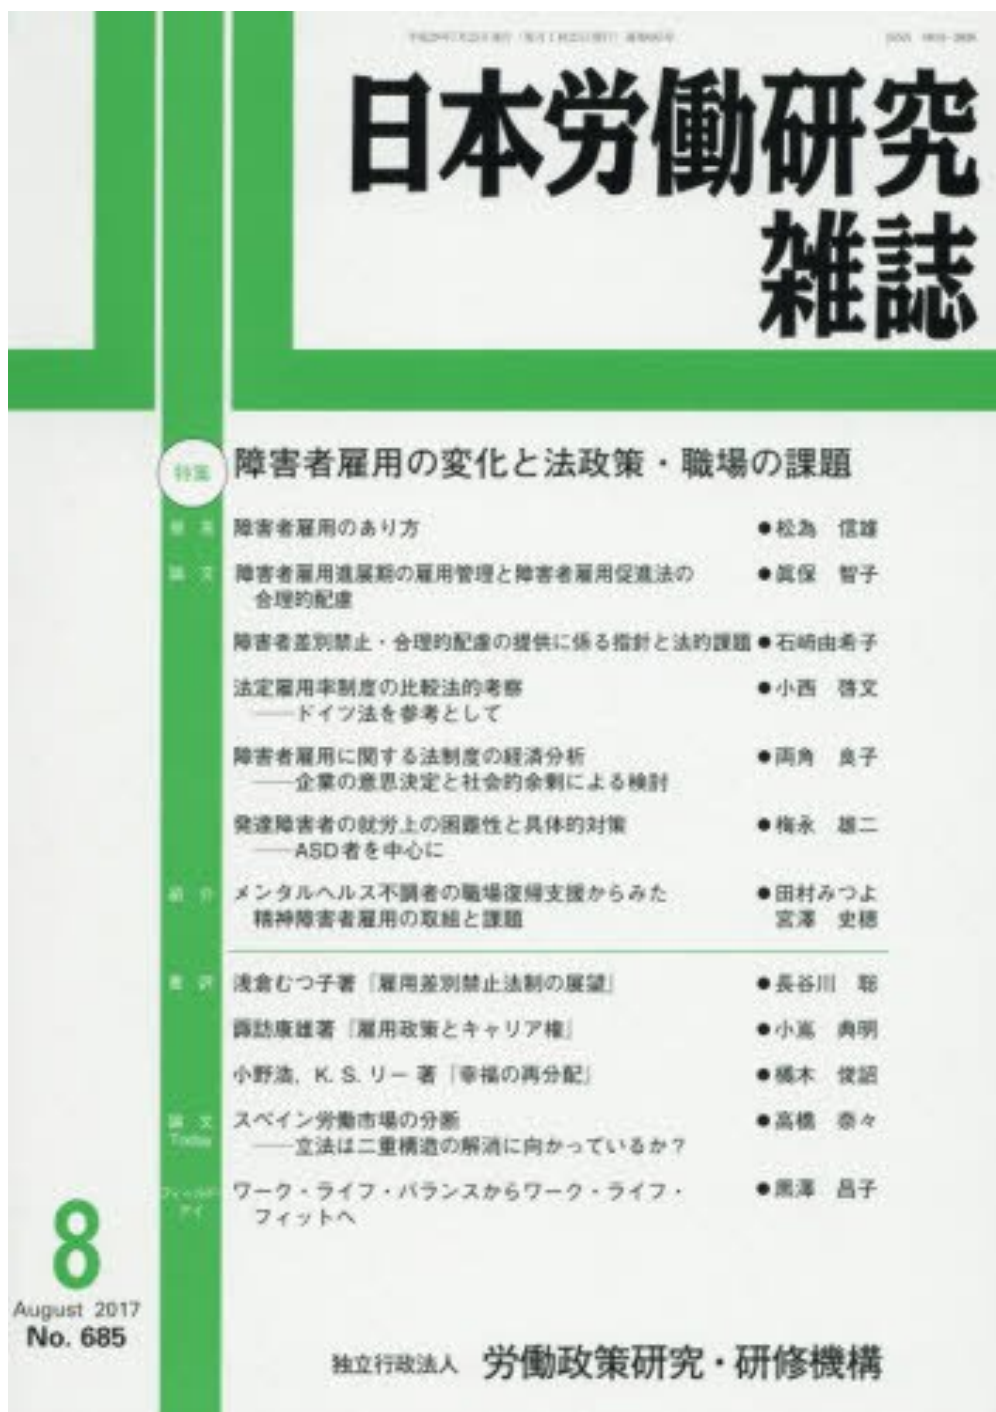 日本労働研究
雑誌
特集
障害者雇用の変化と法政策・職場の課題
障害者雇用のあり方 ●松為 信雄
論文 障害者雇用進展期の雇用管理と障害者雇用促進法の ●眞保 智子
合理的配慮
障害者差別禁止・合理的配慮の提供に係る指針と法的課題 ●石崎由希子
法定雇用率制度の比較法的考察 ●小西 啓文
——ドイツ法を参考として
障害者雇用に関する法制度の経済分析 ●両角 良子
——企業の意思決定と社会的余剰による検討
発達障害者の就労上の困難性と具体的対策 ●梅永 雄二
——ASD者を中心に
紹介 メンタルヘルス不調者の職場復帰支援からみた ●田村みつよ
精神障害者雇用の取組と課題 宮澤 史穂
書評 浅倉むつ子著『雇用差別禁止法制の展望』 ●長谷川 聡
諏訪康雄著『雇用政策とキャリア権』 ●小嶌 典明
小野浩, K. S. リー 著『幸福の再分配』 ●橘木 俊詔
論文 スペイン労働市場の分断 ●高橋 奈々
Today ——立法は二重構造の解消に向かっているか?
フィールド ワーク・ライフ・バランスからワーク・ライフ・ ●黒澤 昌子
アイ フィットへ
8
August 2017
No. 685
独立行政法人 労働政策研究・研修機構